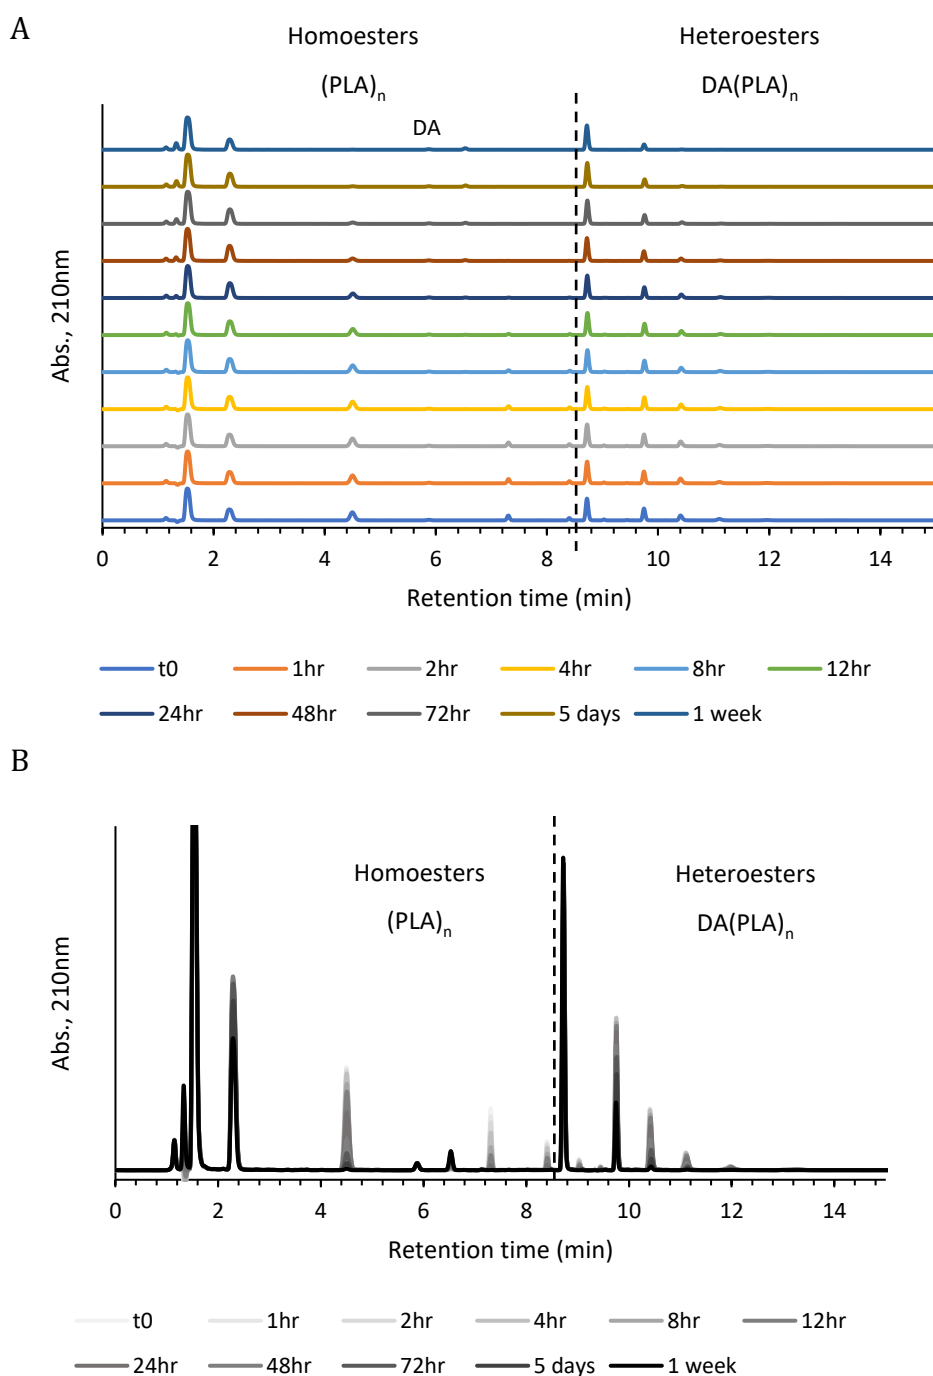 A
Homoesters Heteroesters
(PLA)n DA(PLA)n
DA
Abs., 210nm
0 2 4 6 8 10 12 14
Retention time (min)
t0 1hr 2hr 4hr 8hr 12hr
24hr 48hr 72hr 5 days 1 week
B
Homoesters Heteroesters
(PLA)n DA(PLA)n
Abs., 210nm
0 2 4 6 8 10 12 14
Retention time (min)
t0 1hr 2hr 4hr 8hr 12hr
24hr 48hr 72hr 5 days 1 week